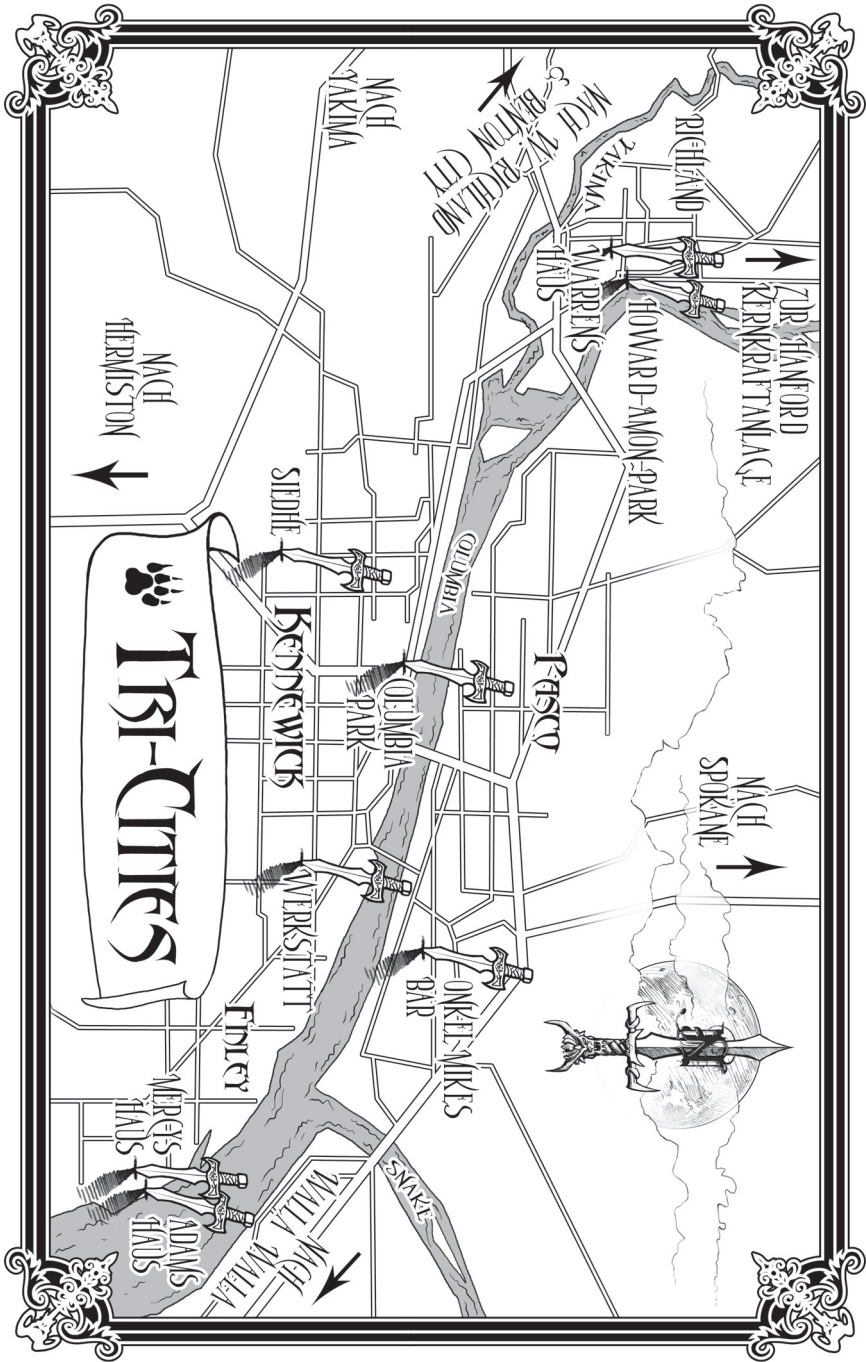 ZUR HANFORD
KERNKRAFTANLAGE
NACH
SPOKANE
N
RICHLAND
HOWARD-AMON-PARK
YAKIMA
WARRENS
HAUS
PASCO
NACH W. RICHLAND
BENTON CITY
ONKEL MIKES
BAR
COLUMBIA
SNAKE
COLUMBIA
PARK
NACH
YAKIMA
SIEDHE
KENNEWICK
WERKSTATT
NACH
WALLA WALLA
FINLEY
MERCYS
HAUS
ADAMS
HAUS
NACH
HERMISTON
TRI-CITIES